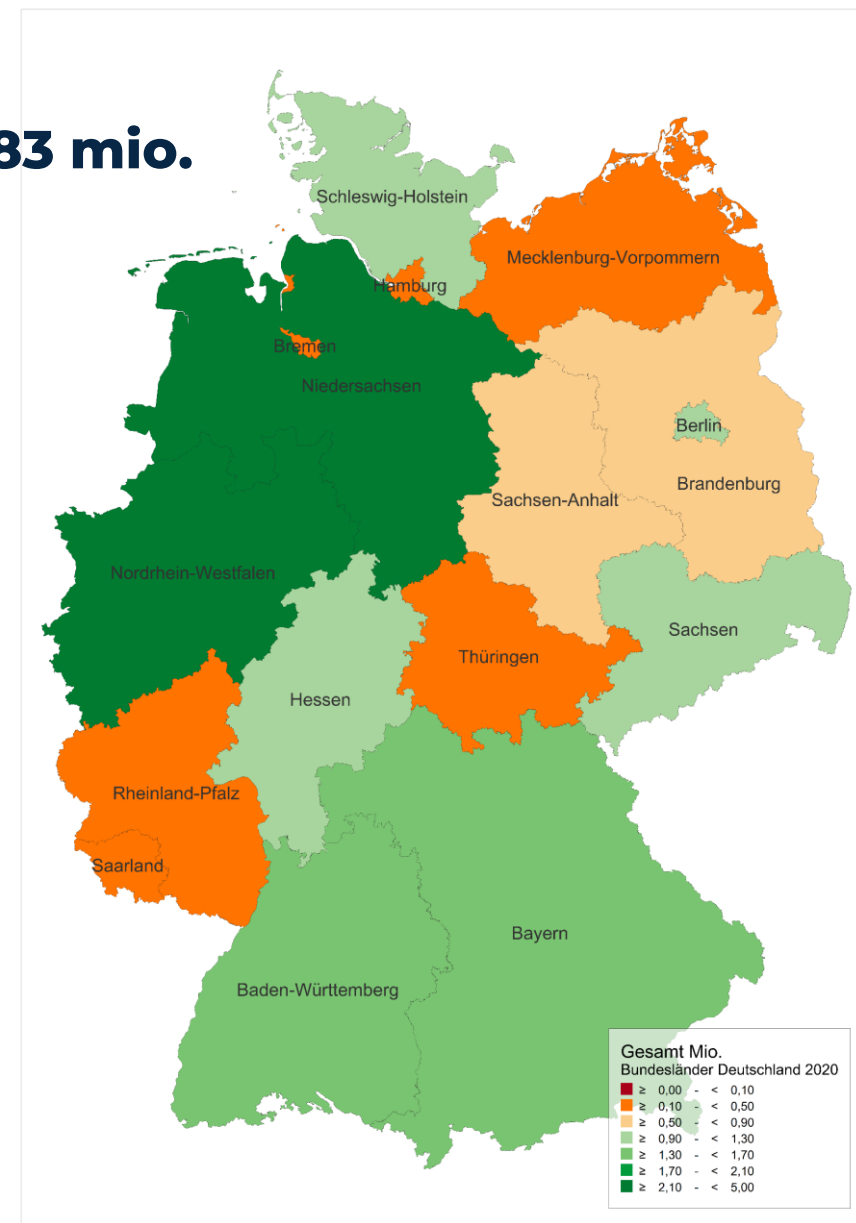 83 mio.
Schleswig-Holstein
Mecklenburg-Vorpommern
Hamburg
Bremen
Niedersachsen
Berlin
Brandenburg
Sachsen-Anhalt
Nordrhein-Westfalen
Sachsen
Thüringen
Hessen
Rheinland-Pfalz
Saarland
Bayern
Baden-Württemberg
Gesamt Mio.
Bundesländer Deutschland 2020
≥ 0,00 - < 0,10
≥ 0,10 - < 0,50
≥ 0,50 - < 0,90
≥ 0,90 - < 1,30
≥ 1,30 - < 1,70
≥ 1,70 - < 2,10
≥ 2,10 - < 5,00